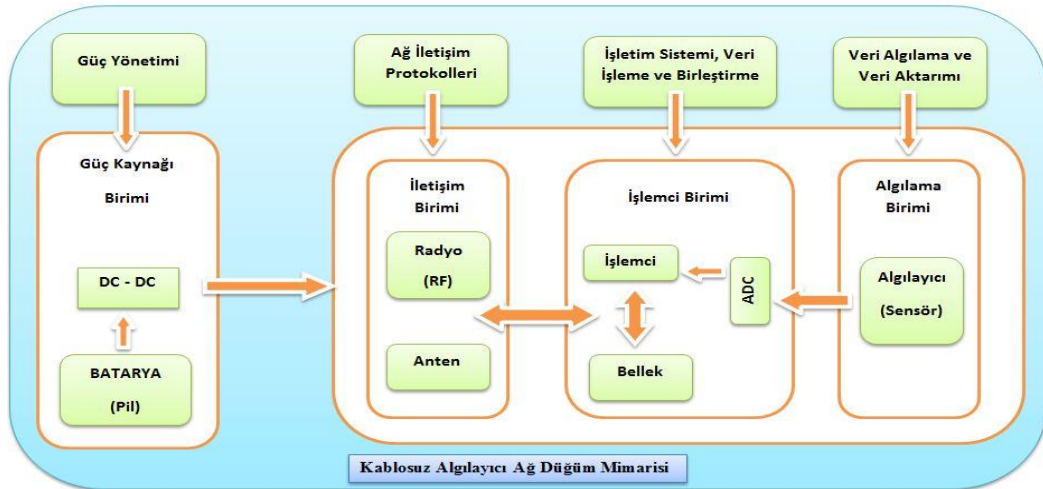 Güç Yönetimi
Ağ İletişim
Protokolleri
İşletim Sistemi, Veri
İşleme ve Birleştirme
Veri Algılama ve
Veri Aktarımı
Güç Kaynağı
Birimi
DC - DC
BATARYA
(Pil)
İletişim
Birimi
Radyo
(RF)
Anten
İşlemci Birimi
İşlemci
ADC
Bellek
Algılama
Birimi
Algılayıcı
(Sensör)
Kablosuz Algılayıcı Ağ Düğüm Mimarisi